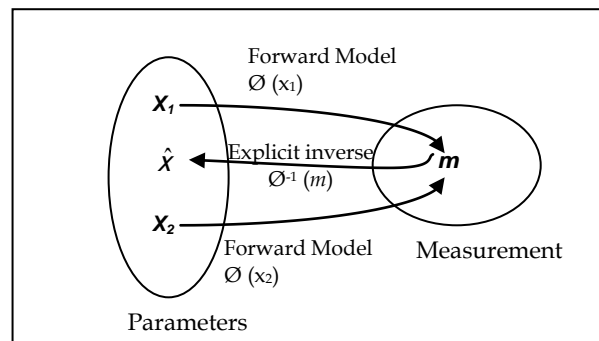 Forward Model
Ø (x₁)
X₁
Explicit inverse
X̂
m
Ø⁻¹ (m)
X₂
Forward Model
Ø (x₂)
Measurement
Parameters